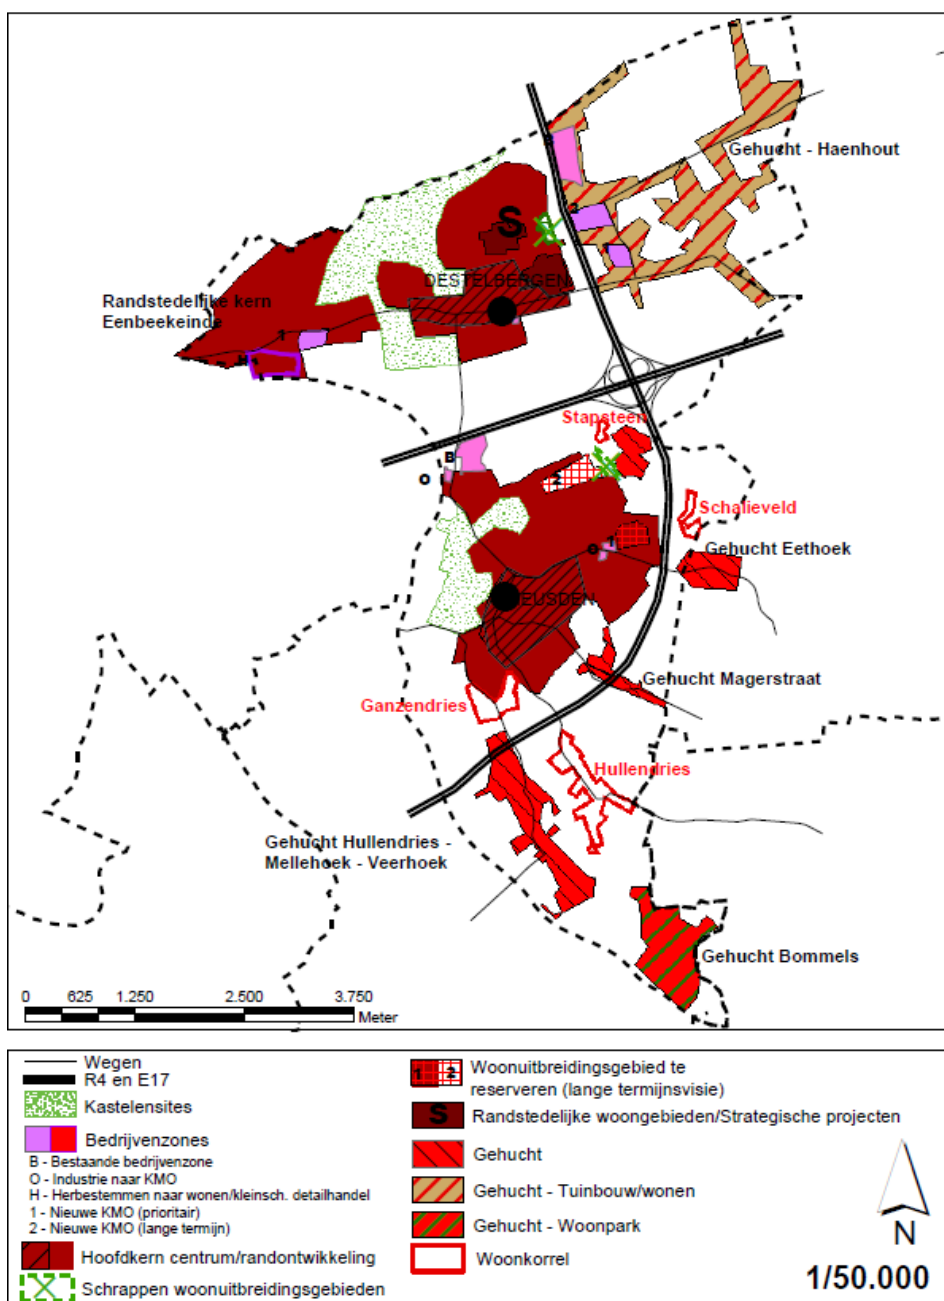 Gehucht - Haenhout
S
2
DESTELBERGEN
Randstedelijke kern
Eenbeekeinde
1
H
Stapsteen
B
O
2
Schalieveld
Gehucht Eethoek
O
1
HEUSDEN
Gehucht Magerstraat
Ganzendries
Hullendries
Gehucht Hullendries -
Mellehoek - Veerhoek
Gehucht Bommels
0 625 1.250 2.500 3.750
Meter
Wegen
R4 en E17
Kastelensites
Bedrijvenzones
B - Bestaande bedrijvenzone
O - Industrie naar KMO
H - Herbestemmen naar wonen/kleinsch. detailhandel
1 - Nieuwe KMO (prioritair)
2 - Nieuwe KMO (lange termijn)
Hoofdkern centrum/randontwikkeling
Schrappen woonuitbreidingsgebieden
1 2 Woonuitbreidingsgebied te
reserveren (lange termijnsvisie)
S Randstedelijke woongebieden/Strategische projecten
Gehucht
Gehucht - Tuinbouw/wonen
Gehucht - Woonpark
Woonkorrel
N
1/50.000